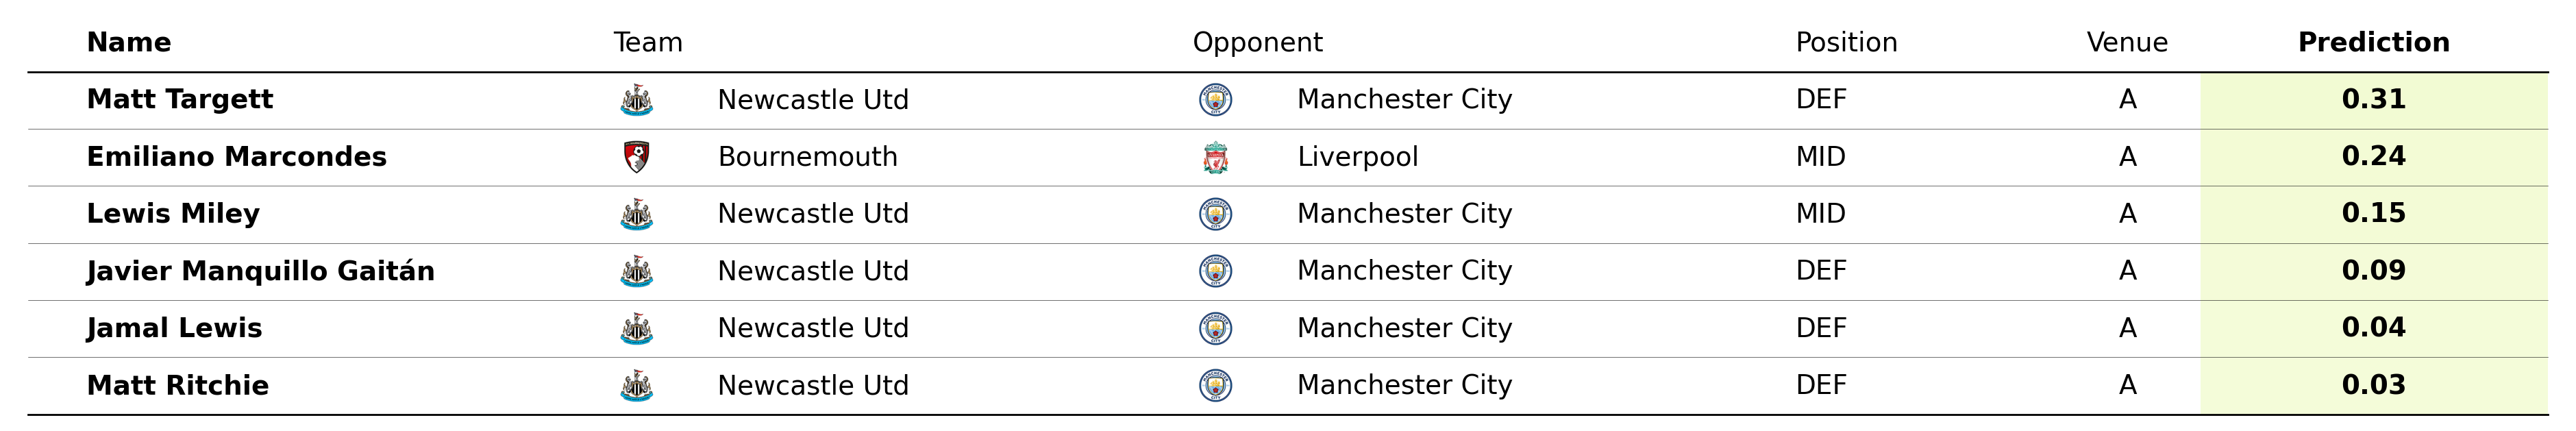 Name Team Opponent Position Venue Prediction
Matt Targett Newcastle Utd Manchester City DEF A 0.31
Emiliano Marcondes Bournemouth Liverpool MID A 0.24
Lewis Miley Newcastle Utd Manchester City MID A 0.15
Javier Manquillo Gaitán Newcastle Utd Manchester City DEF A 0.09
Jamal Lewis Newcastle Utd Manchester City DEF A 0.04
Matt Ritchie Newcastle Utd Manchester City DEF A 0.03